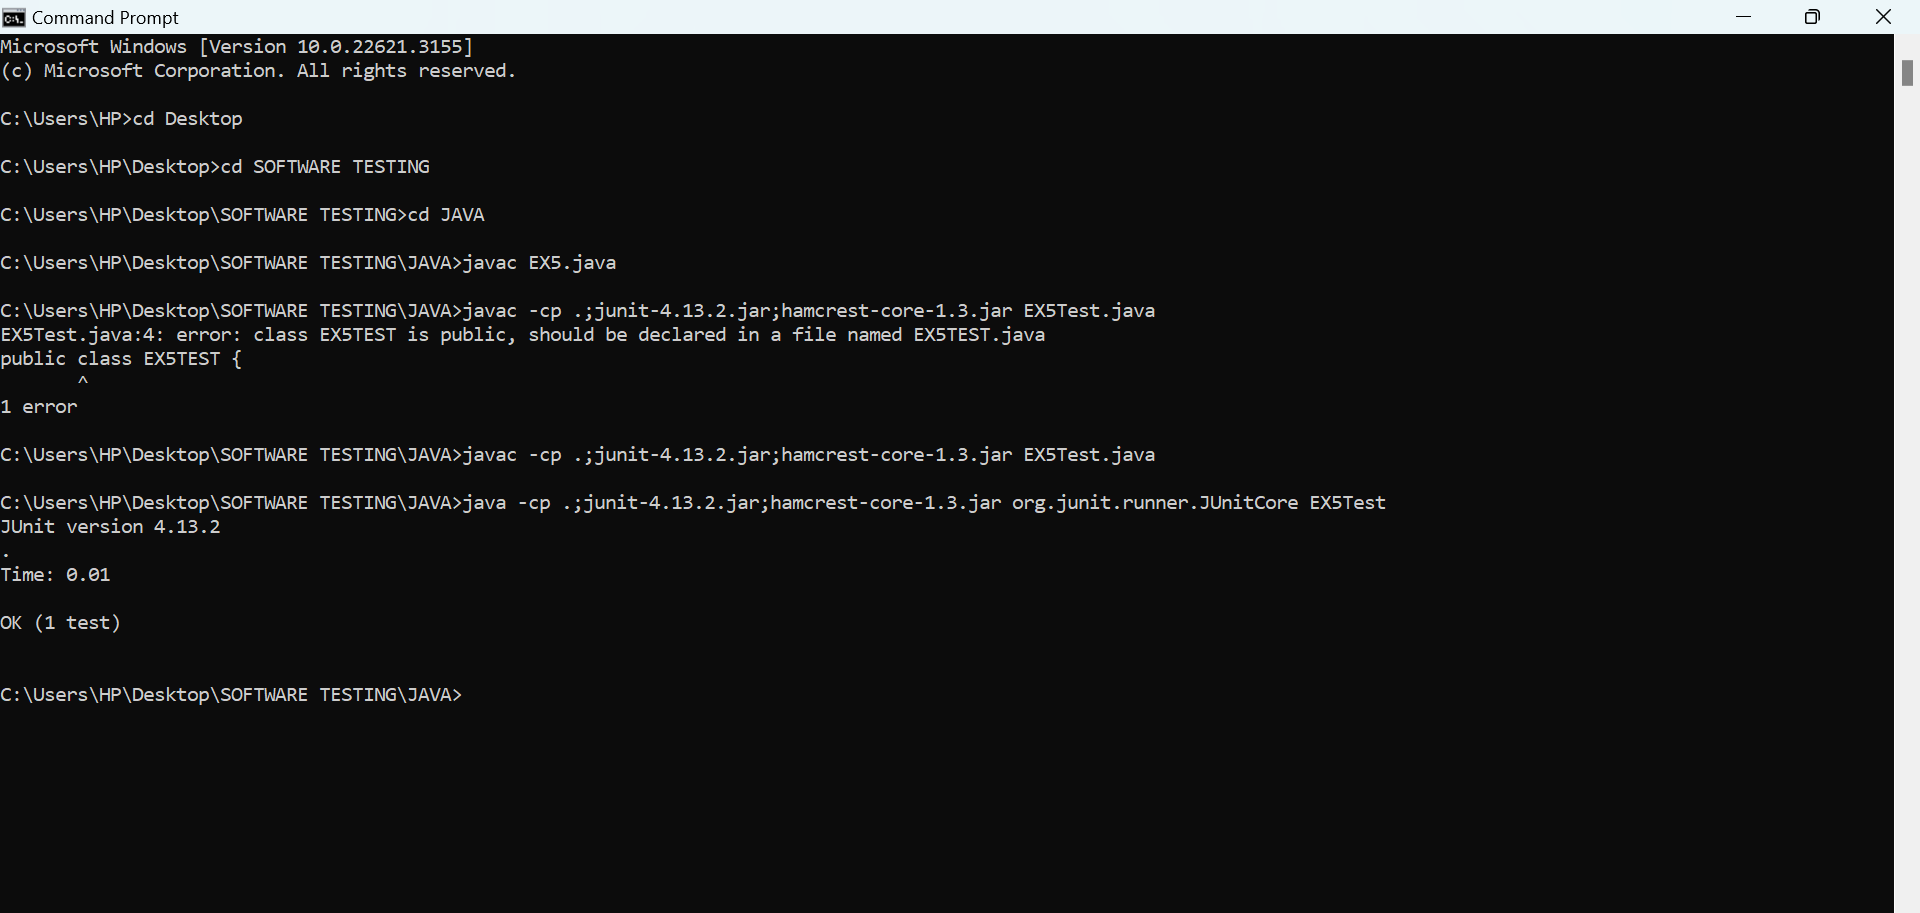 Command Prompt
Microsoft Windows [Version 10.0.22621.3155]
(c) Microsoft Corporation. All rights reserved.
C:\Users\HP>cd Desktop
C:\Users\HP\Desktop>cd SOFTWARE TESTING
C:\Users\HP\Desktop\SOFTWARE TESTING>cd JAVA
C:\Users\HP\Desktop\SOFTWARE TESTING\JAVA>javac EX5.java
C:\Users\HP\Desktop\SOFTWARE TESTING\JAVA>javac -cp .;junit-4.13.2.jar;hamcrest-core-1.3.jar EX5Test.java
EX5Test.java:4: error: class EX5TEST is public, should be declared in a file named EX5TEST.java
public class EX5TEST {
       ^
1 error
C:\Users\HP\Desktop\SOFTWARE TESTING\JAVA>javac -cp .;junit-4.13.2.jar;hamcrest-core-1.3.jar EX5Test.java
C:\Users\HP\Desktop\SOFTWARE TESTING\JAVA>java -cp .;junit-4.13.2.jar;hamcrest-core-1.3.jar org.junit.runner.JUnitCore EX5Test
JUnit version 4.13.2
.
Time: 0.01
OK (1 test)
C:\Users\HP\Desktop\SOFTWARE TESTING\JAVA>